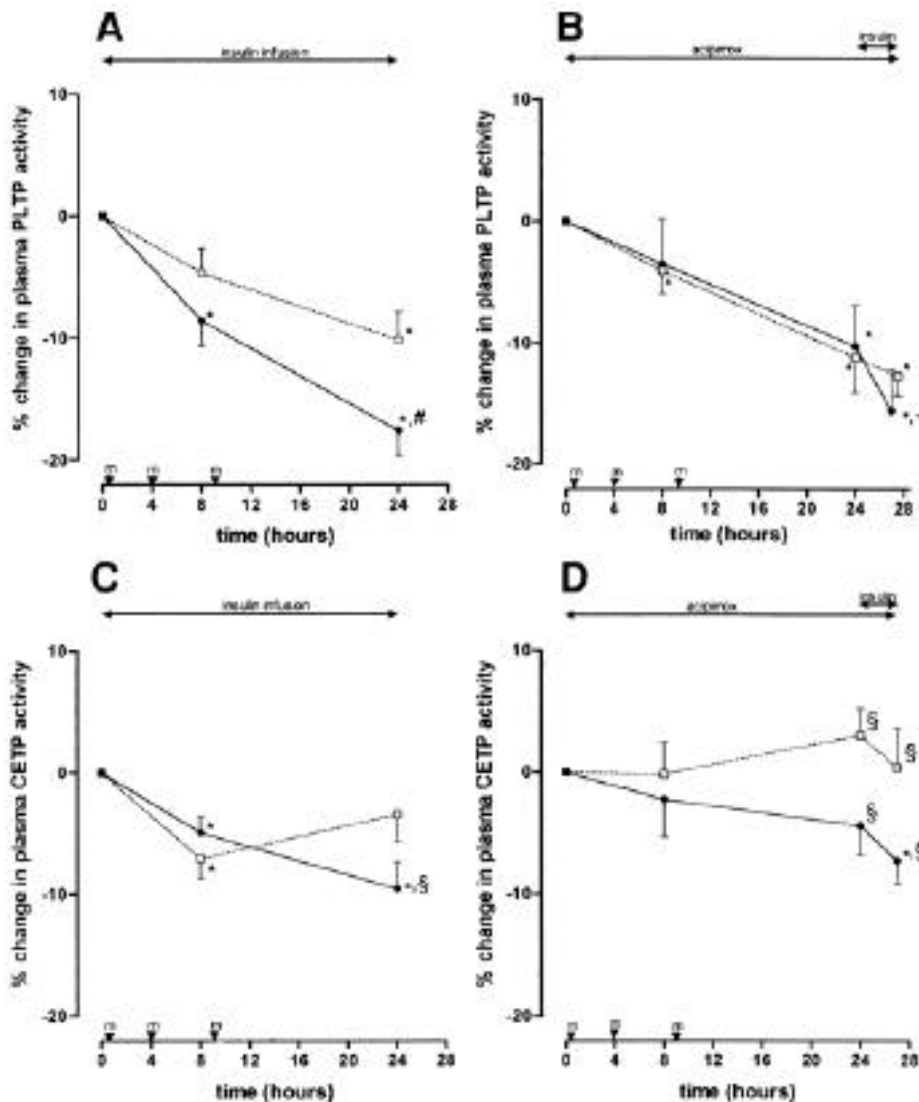 A
insulin infusion
% change in plasma PLTP activity
10
0
-10
-20
*
*
*,#
0 4 8 12 16 20 24 28
time (hours)
B
insulin
acipimox
% change in plasma PLTP activity
10
0
-10
-20
*
*
*
*
0 4 8 12 16 20 24 28
time (hours)
C
insulin infusion
% change in plasma CETP activity
10
0
-10
-20
*
*
*,§
0 4 8 12 16 20 24 28
time (hours)
D
insulin
acipimox
% change in plasma CETP activity
10
0
-10
-20
§
§
§
*,§
0 4 8 12 16 20 24 28
time (hours)